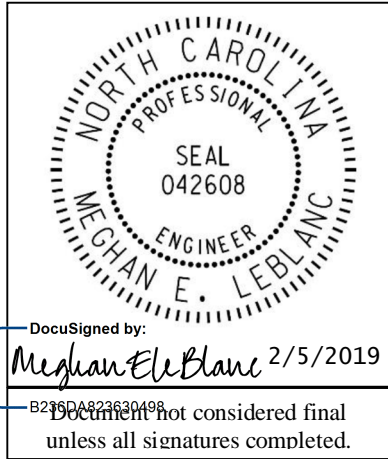 NORTH CAROLINA
PROFESSIONAL
SEAL
042608
ENGINEER
MEGHAN E. LEBLANC
DocuSigned by:
Meghan E LeBlanc 2/5/2019
B236DA823630498...
Document not considered final
unless all signatures completed.